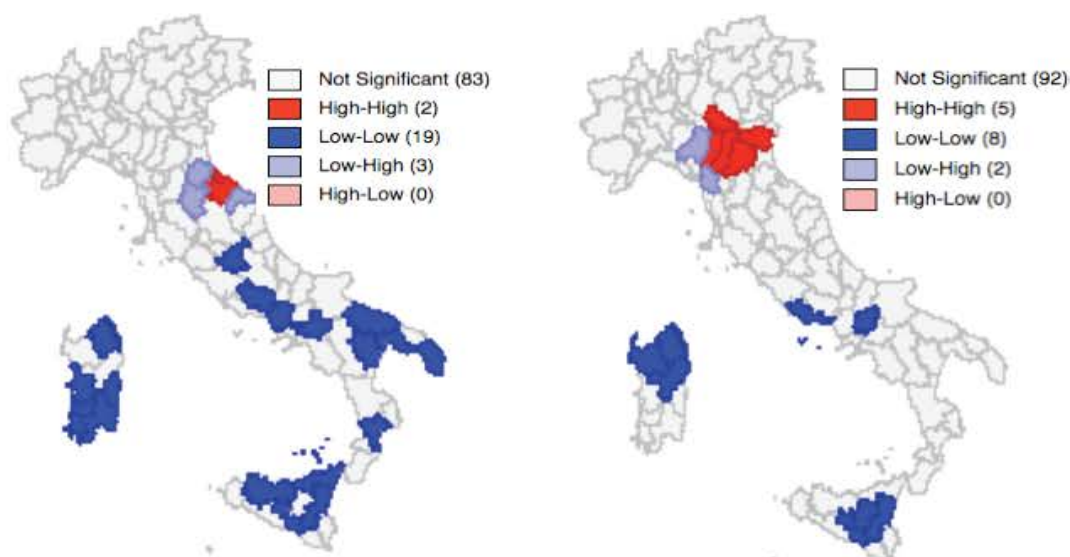 Not Significant (83)
High-High (2)
Low-Low (19)
Low-High (3)
High-Low (0)
Not Significant (92)
High-High (5)
Low-Low (8)
Low-High (2)
High-Low (0)